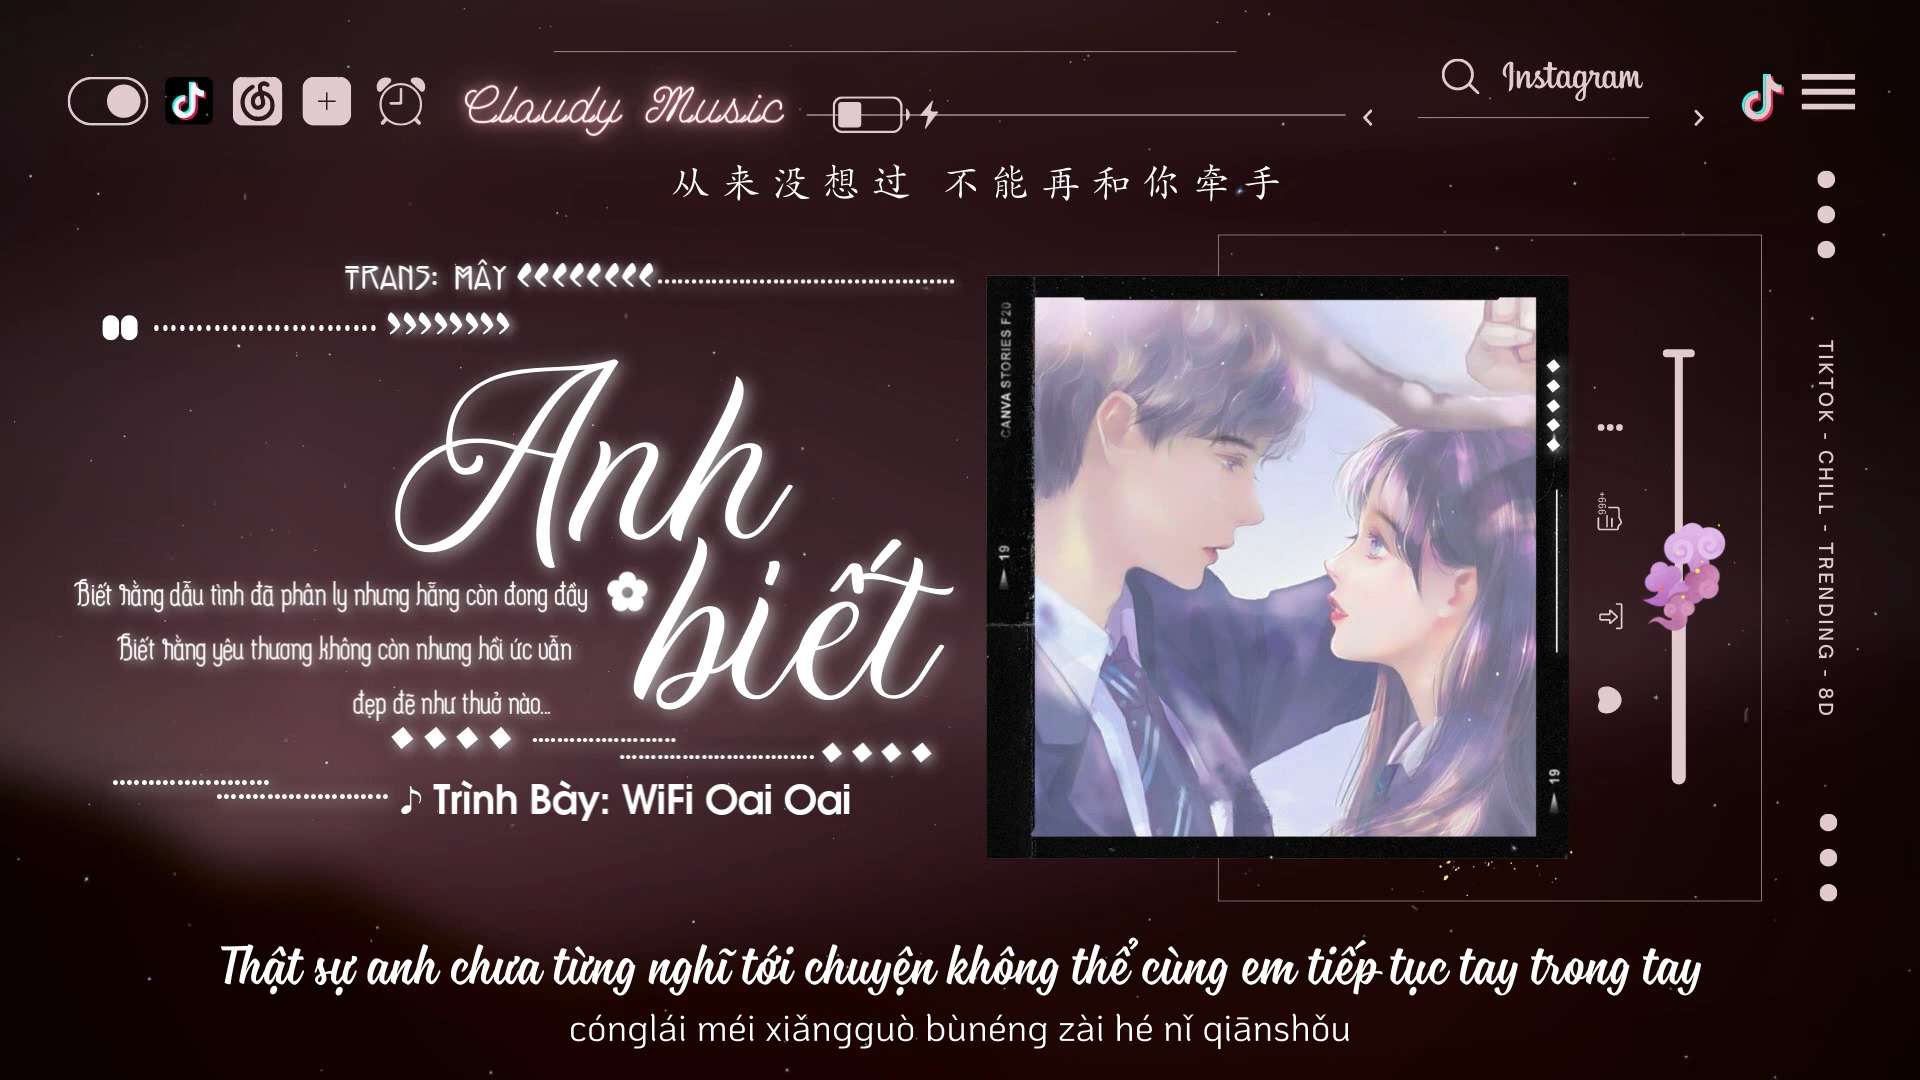 Claudy Music
Instagram
从来没想过 不能再和你牵手
TRANS: MÂY
Anh
biết
Biết rằng dẫu tình đã phân ly nhưng hẵng còn đong đầy
Biết rằng yêu thương không còn nhưng hồi ức vẫn
đẹp đẽ như thuở nào...
♪ Trình Bày: WiFi Oai Oai
CANVA STORIES F20
19
19
999+
TIKTOK - CHILL - TRENDING - 8D
Thật sự anh chưa từng nghĩ tới chuyện không thể cùng em tiếp tục tay trong tay
cónglái méi xiǎngguò bùnéng zài hé nǐ qiānshǒu